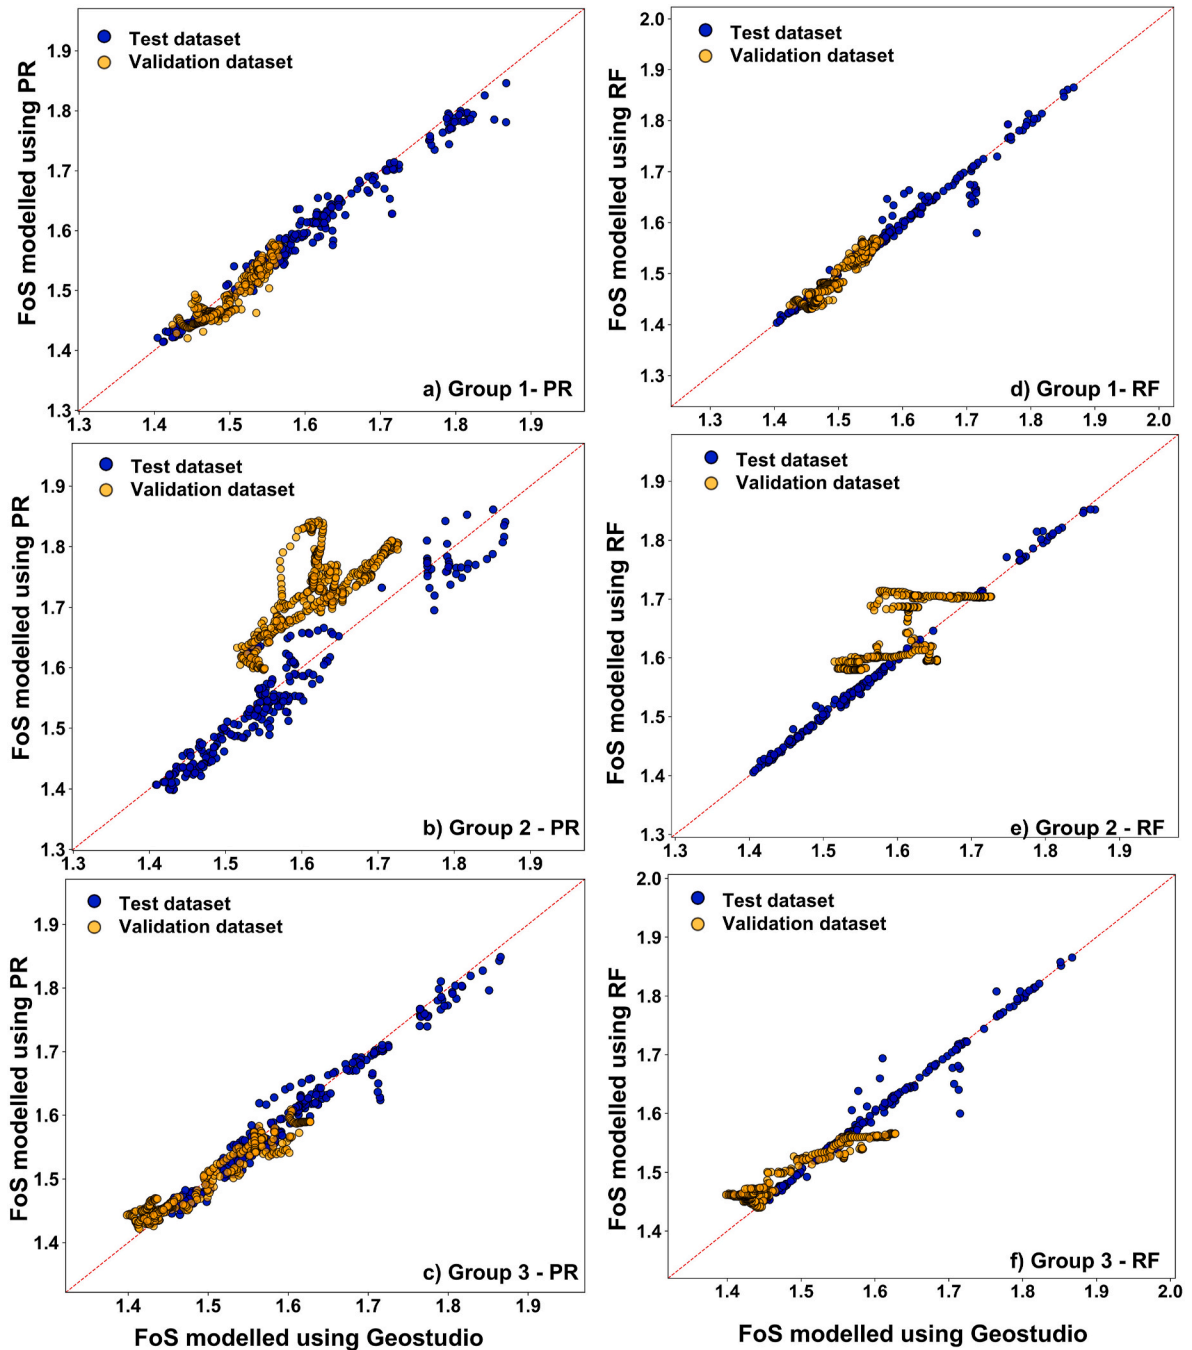 FoS modelled using PR
1.9
1.8
1.7
1.6
1.5
1.4
1.3
Test dataset
Validation dataset
a) Group 1- PR
1.3 1.4 1.5 1.6 1.7 1.8 1.9
FoS modelled using RF
2.0
1.9
1.8
1.7
1.6
1.5
1.4
1.3
Test dataset
Validation dataset
d) Group 1- RF
1.3 1.4 1.5 1.6 1.7 1.8 1.9 2.0
FoS modelled using PR
1.9
1.8
1.7
1.6
1.5
1.4
1.3
Test dataset
Validation dataset
b) Group 2 - PR
1.3 1.4 1.5 1.6 1.7 1.8 1.9
FoS modelled using RF
1.9
1.8
1.7
1.6
1.5
1.4
1.3
Test dataset
Validation dataset
e) Group 2 - RF
1.3 1.4 1.5 1.6 1.7 1.8 1.9
FoS modelled using PR
1.9
1.8
1.7
1.6
1.5
1.4
Test dataset
Validation dataset
c) Group 3 - PR
1.4 1.5 1.6 1.7 1.8 1.9
FoS modelled using Geostudio
FoS modelled using RF
2.0
1.9
1.8
1.7
1.6
1.5
1.4
Test dataset
Validation dataset
f) Group 3 - RF
1.4 1.5 1.6 1.7 1.8 1.9 2.0
FoS modelled using Geostudio